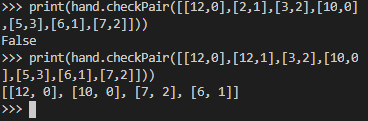 >>> print(hand.checkPair([[12,0],[2,1],[3,2],[10,0]
,[5,3],[6,1],[7,2]]))
False
>>> print(hand.checkPair([[12,0],[12,1],[3,2],[10,0
],[5,3],[6,1],[7,2]]))
[[12, 0], [10, 0], [7, 2], [6, 1]]
>>>